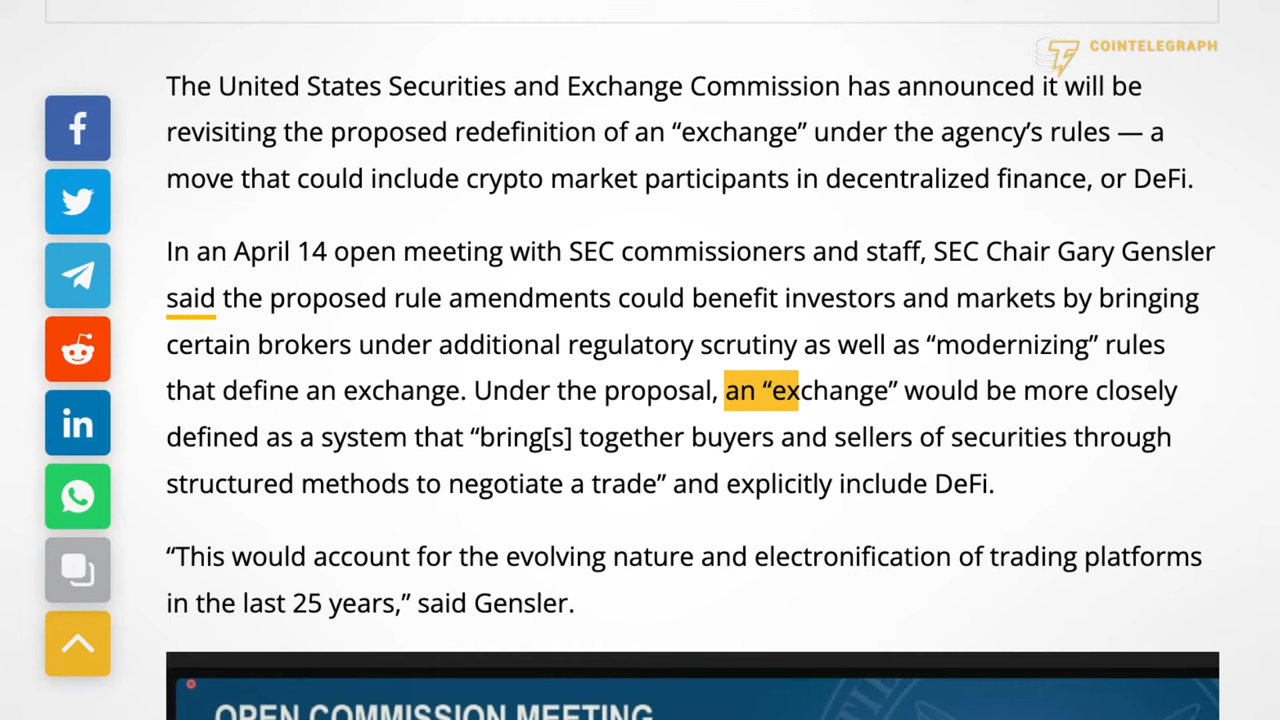 COINTELEGRAPH
The United States Securities and Exchange Commission has announced it will be
revisiting the proposed redefinition of an “exchange” under the agency’s rules — a
move that could include crypto market participants in decentralized finance, or DeFi.
In an April 14 open meeting with SEC commissioners and staff, SEC Chair Gary Gensler
said the proposed rule amendments could benefit investors and markets by bringing
certain brokers under additional regulatory scrutiny as well as “modernizing” rules
that define an exchange. Under the proposal, an “exchange” would be more closely
defined as a system that “bring[s] together buyers and sellers of securities through
structured methods to negotiate a trade” and explicitly include DeFi.
“This would account for the evolving nature and electronification of trading platforms
in the last 25 years,” said Gensler.
OPEN COMMISSION MEETING